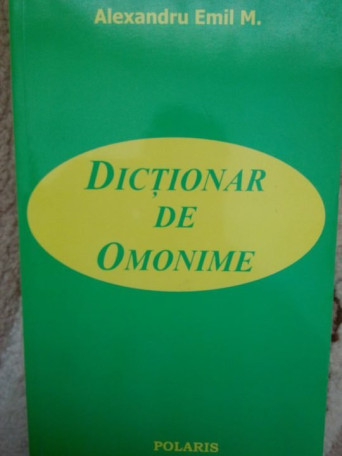 Alexandru Emil M.
DICȚIONAR
DE
OMONIME
POLARIS